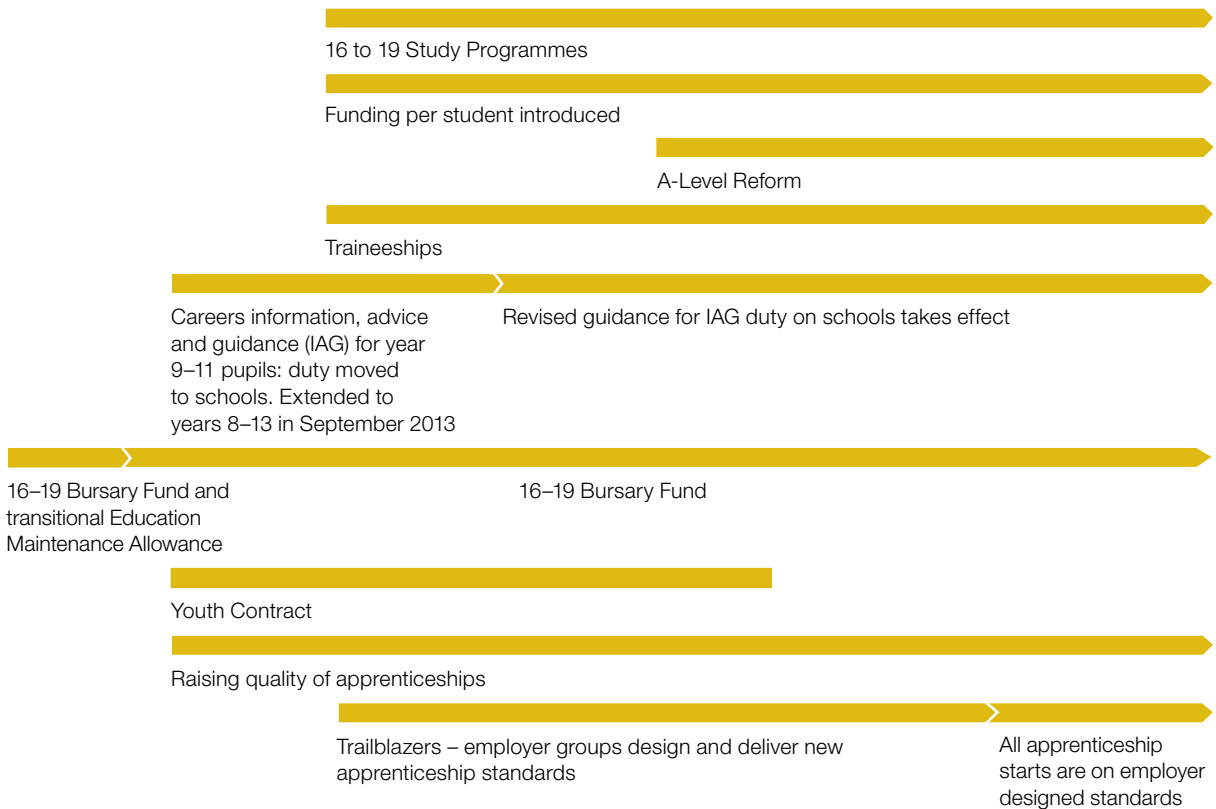 16 to 19 Study Programmes
Funding per student introduced
A-Level Reform
Traineeships
Careers information, advice
and guidance (IAG) for year
9–11 pupils: duty moved
to schools. Extended to
years 8–13 in September 2013
Revised guidance for IAG duty on schools takes effect
16–19 Bursary Fund and
transitional Education
Maintenance Allowance
16–19 Bursary Fund
Youth Contract
Raising quality of apprenticeships
Trailblazers – employer groups design and deliver new
apprenticeship standards
All apprenticeship
starts are on employer
designed standards